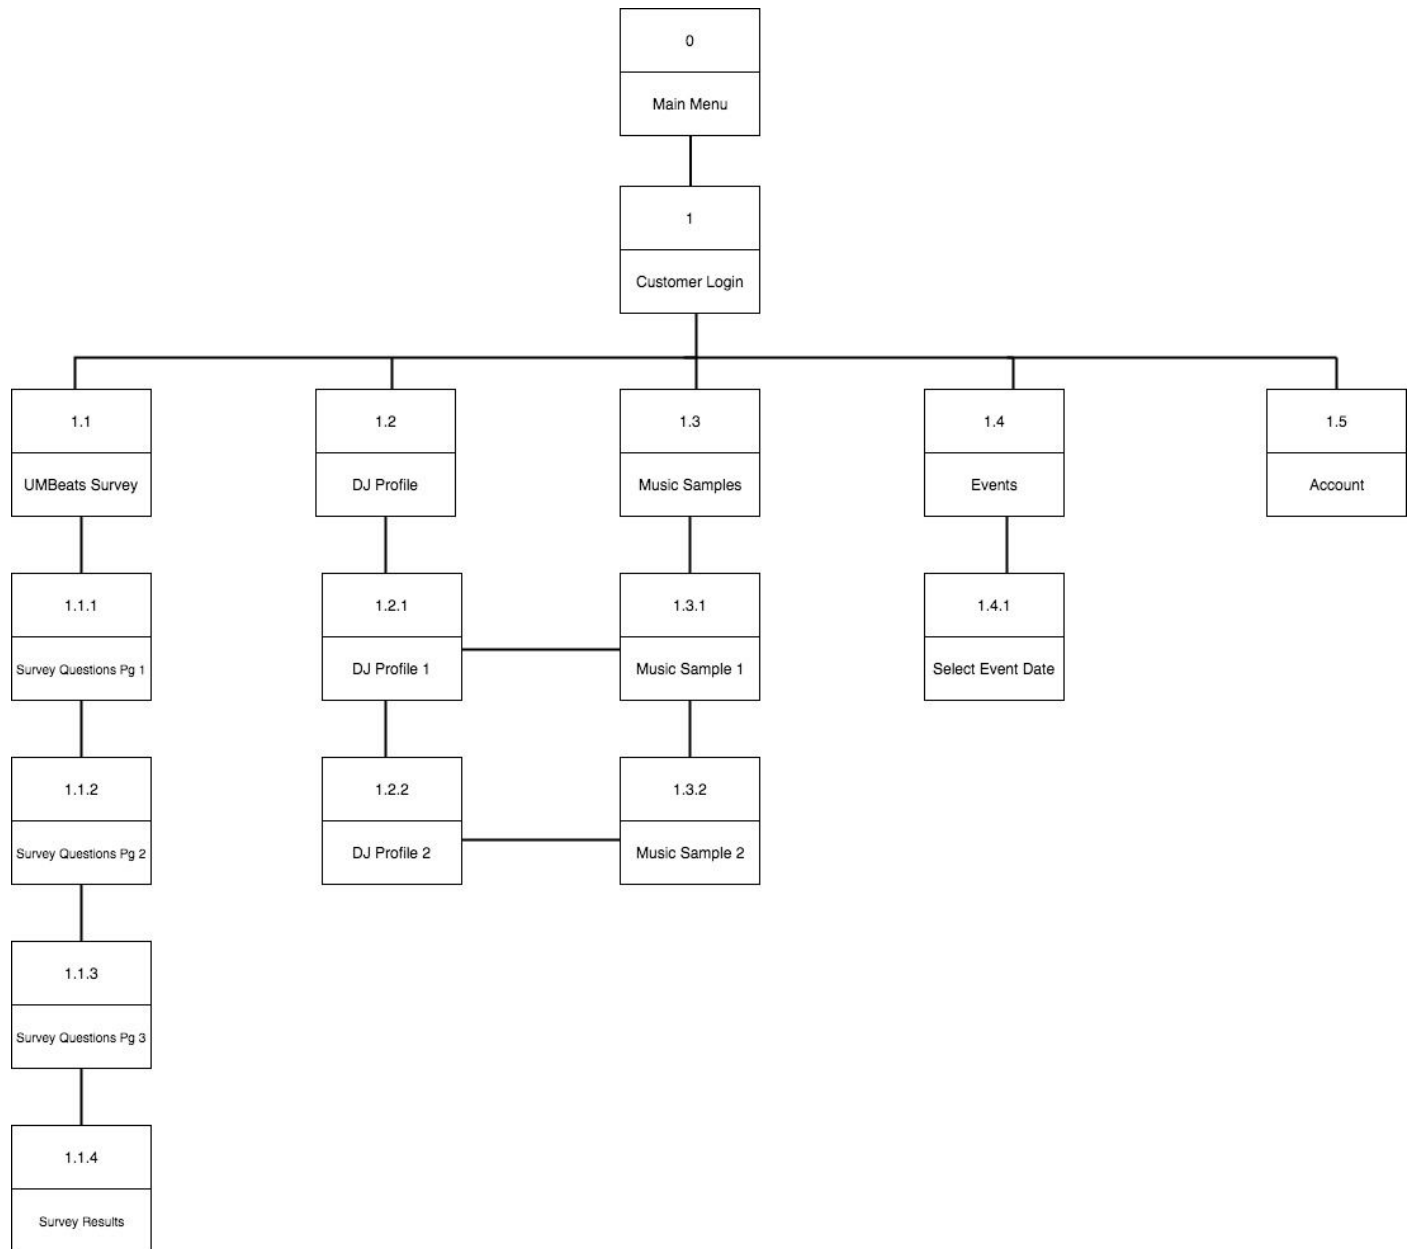 0
Main Menu
1
Customer Login
1.1
UMBeats Survey
1.2
DJ Profile
1.3
Music Samples
1.4
Events
1.5
Account
1.1.1
Survey Questions Pg 1
1.2.1
DJ Profile 1
1.3.1
Music Sample 1
1.4.1
Select Event Date
1.1.2
Survey Questions Pg 2
1.2.2
DJ Profile 2
1.3.2
Music Sample 2
1.1.3
Survey Questions Pg 3
1.1.4
Survey Results